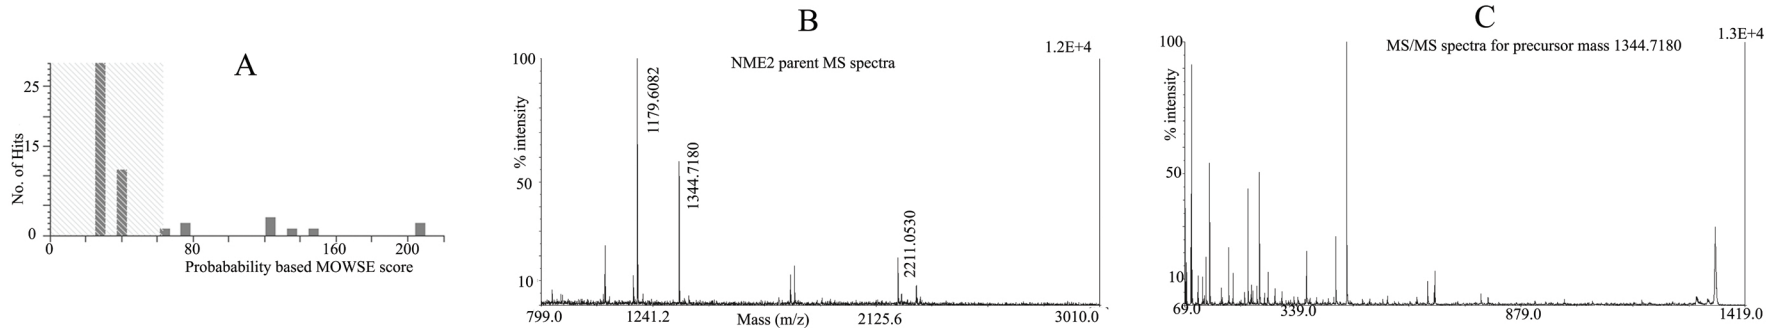 A
No. of Hits
25
15
0
0
80
160
200
Probabability based MOWSE score
B
1.2E+4
NME2 parent MS spectra
% intensity
100
50
10
1179.6082
1344.7180
2211.0530
799.0
1241.2
Mass (m/z)
2125.6
3010.0
C
1.3E+4
MS/MS spectra for precursor mass 1344.7180
% intensity
100
50
10
69.0
339.0
879.0
1419.0